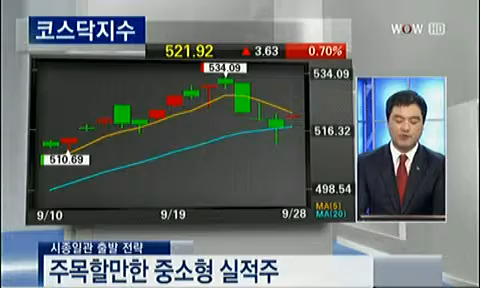 코스닥지수
WOW HD
521.92 ▲ 3.63 0.70%
534.09
534.09
516.32
510.69
498.54
9/10 9/19 9/28
MA(5)
MA(20)
시종일관 출발 전략
주목할만한 중소형 실적주